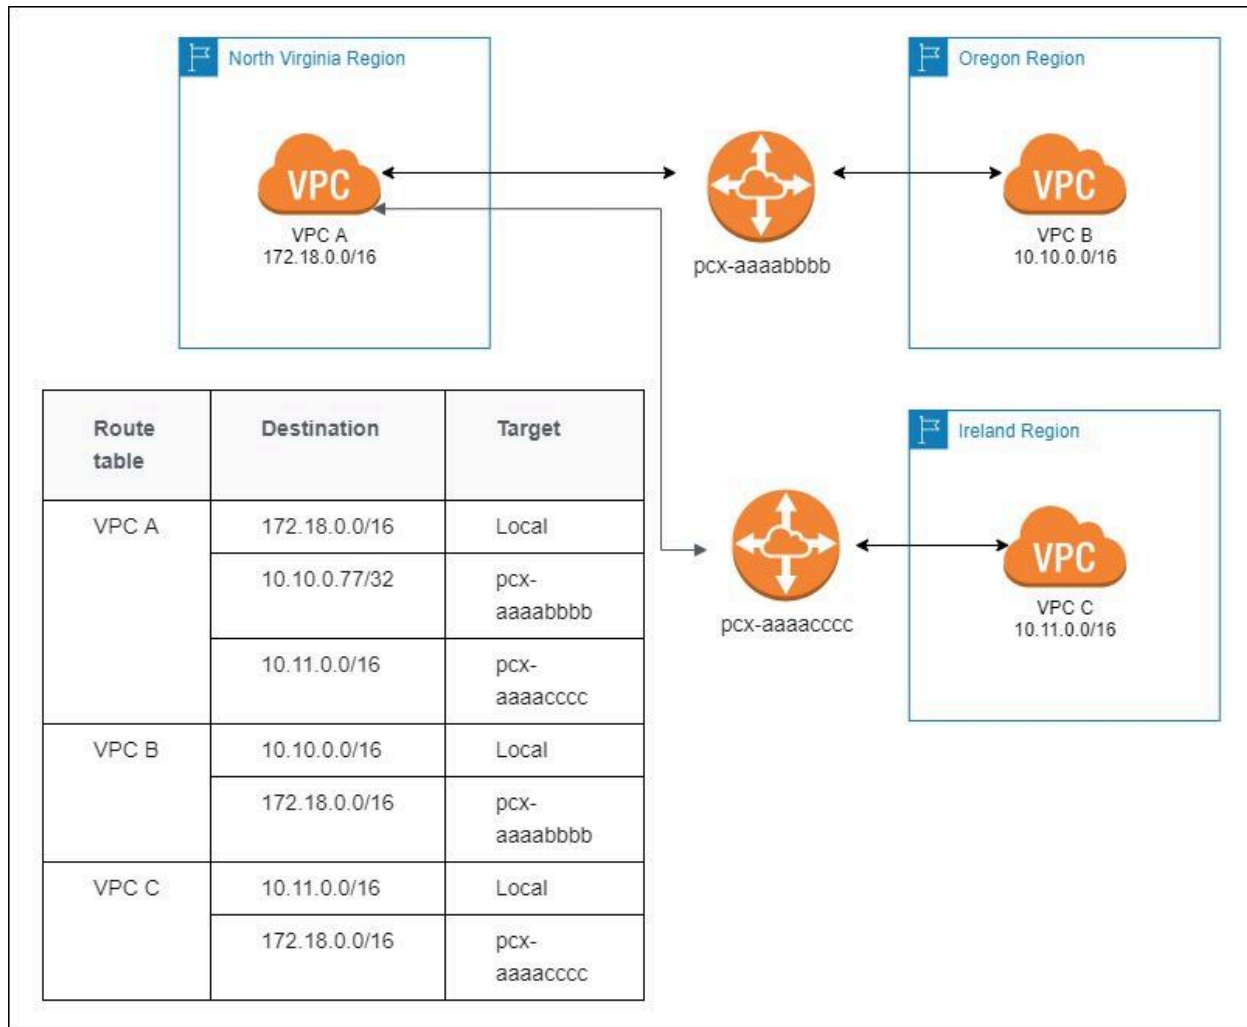 North Virginia Region
Oregon Region
VPC
VPC
VPC A
172.18.0.0/16
pcx-aaaabbbb
VPC B
10.10.0.0/16
Route
table
Destination
Target
VPC A
172.18.0.0/16
Local
10.10.0.77/32
pcx-
aaaabbbb
10.11.0.0/16
pcx-
aaaacccc
VPC B
10.10.0.0/16
Local
172.18.0.0/16
pcx-
aaaabbbb
VPC C
10.11.0.0/16
Local
172.18.0.0/16
pcx-
aaaacccc
Ireland Region
VPC
pcx-aaaacccc
VPC C
10.11.0.0/16